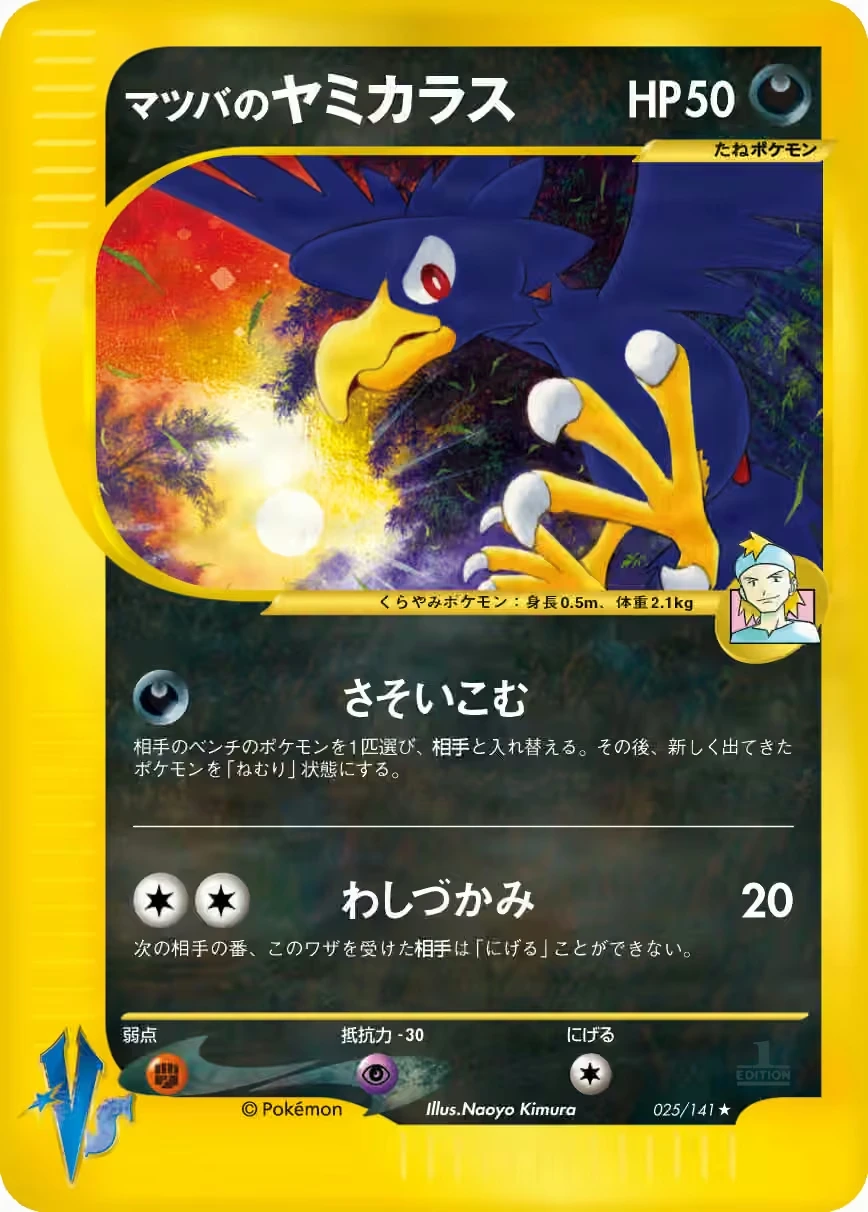 マツバのヤミカラス HP50
たねポケモン
くらやみポケモン：身長0.5m、体重2.1kg
さそいこむ
相手のベンチのポケモンを1匹選び、相手と入れ替える。その後、新しく出てきた
ポケモンを「ねむり」状態にする。
わしづかみ 20
次の相手の番、このワザを受けた相手は「にげる」ことができない。
弱点 抵抗力 -30 にげる
1 EDITION
VS
© Pokémon Illus.Naoyo Kimura 025/141★